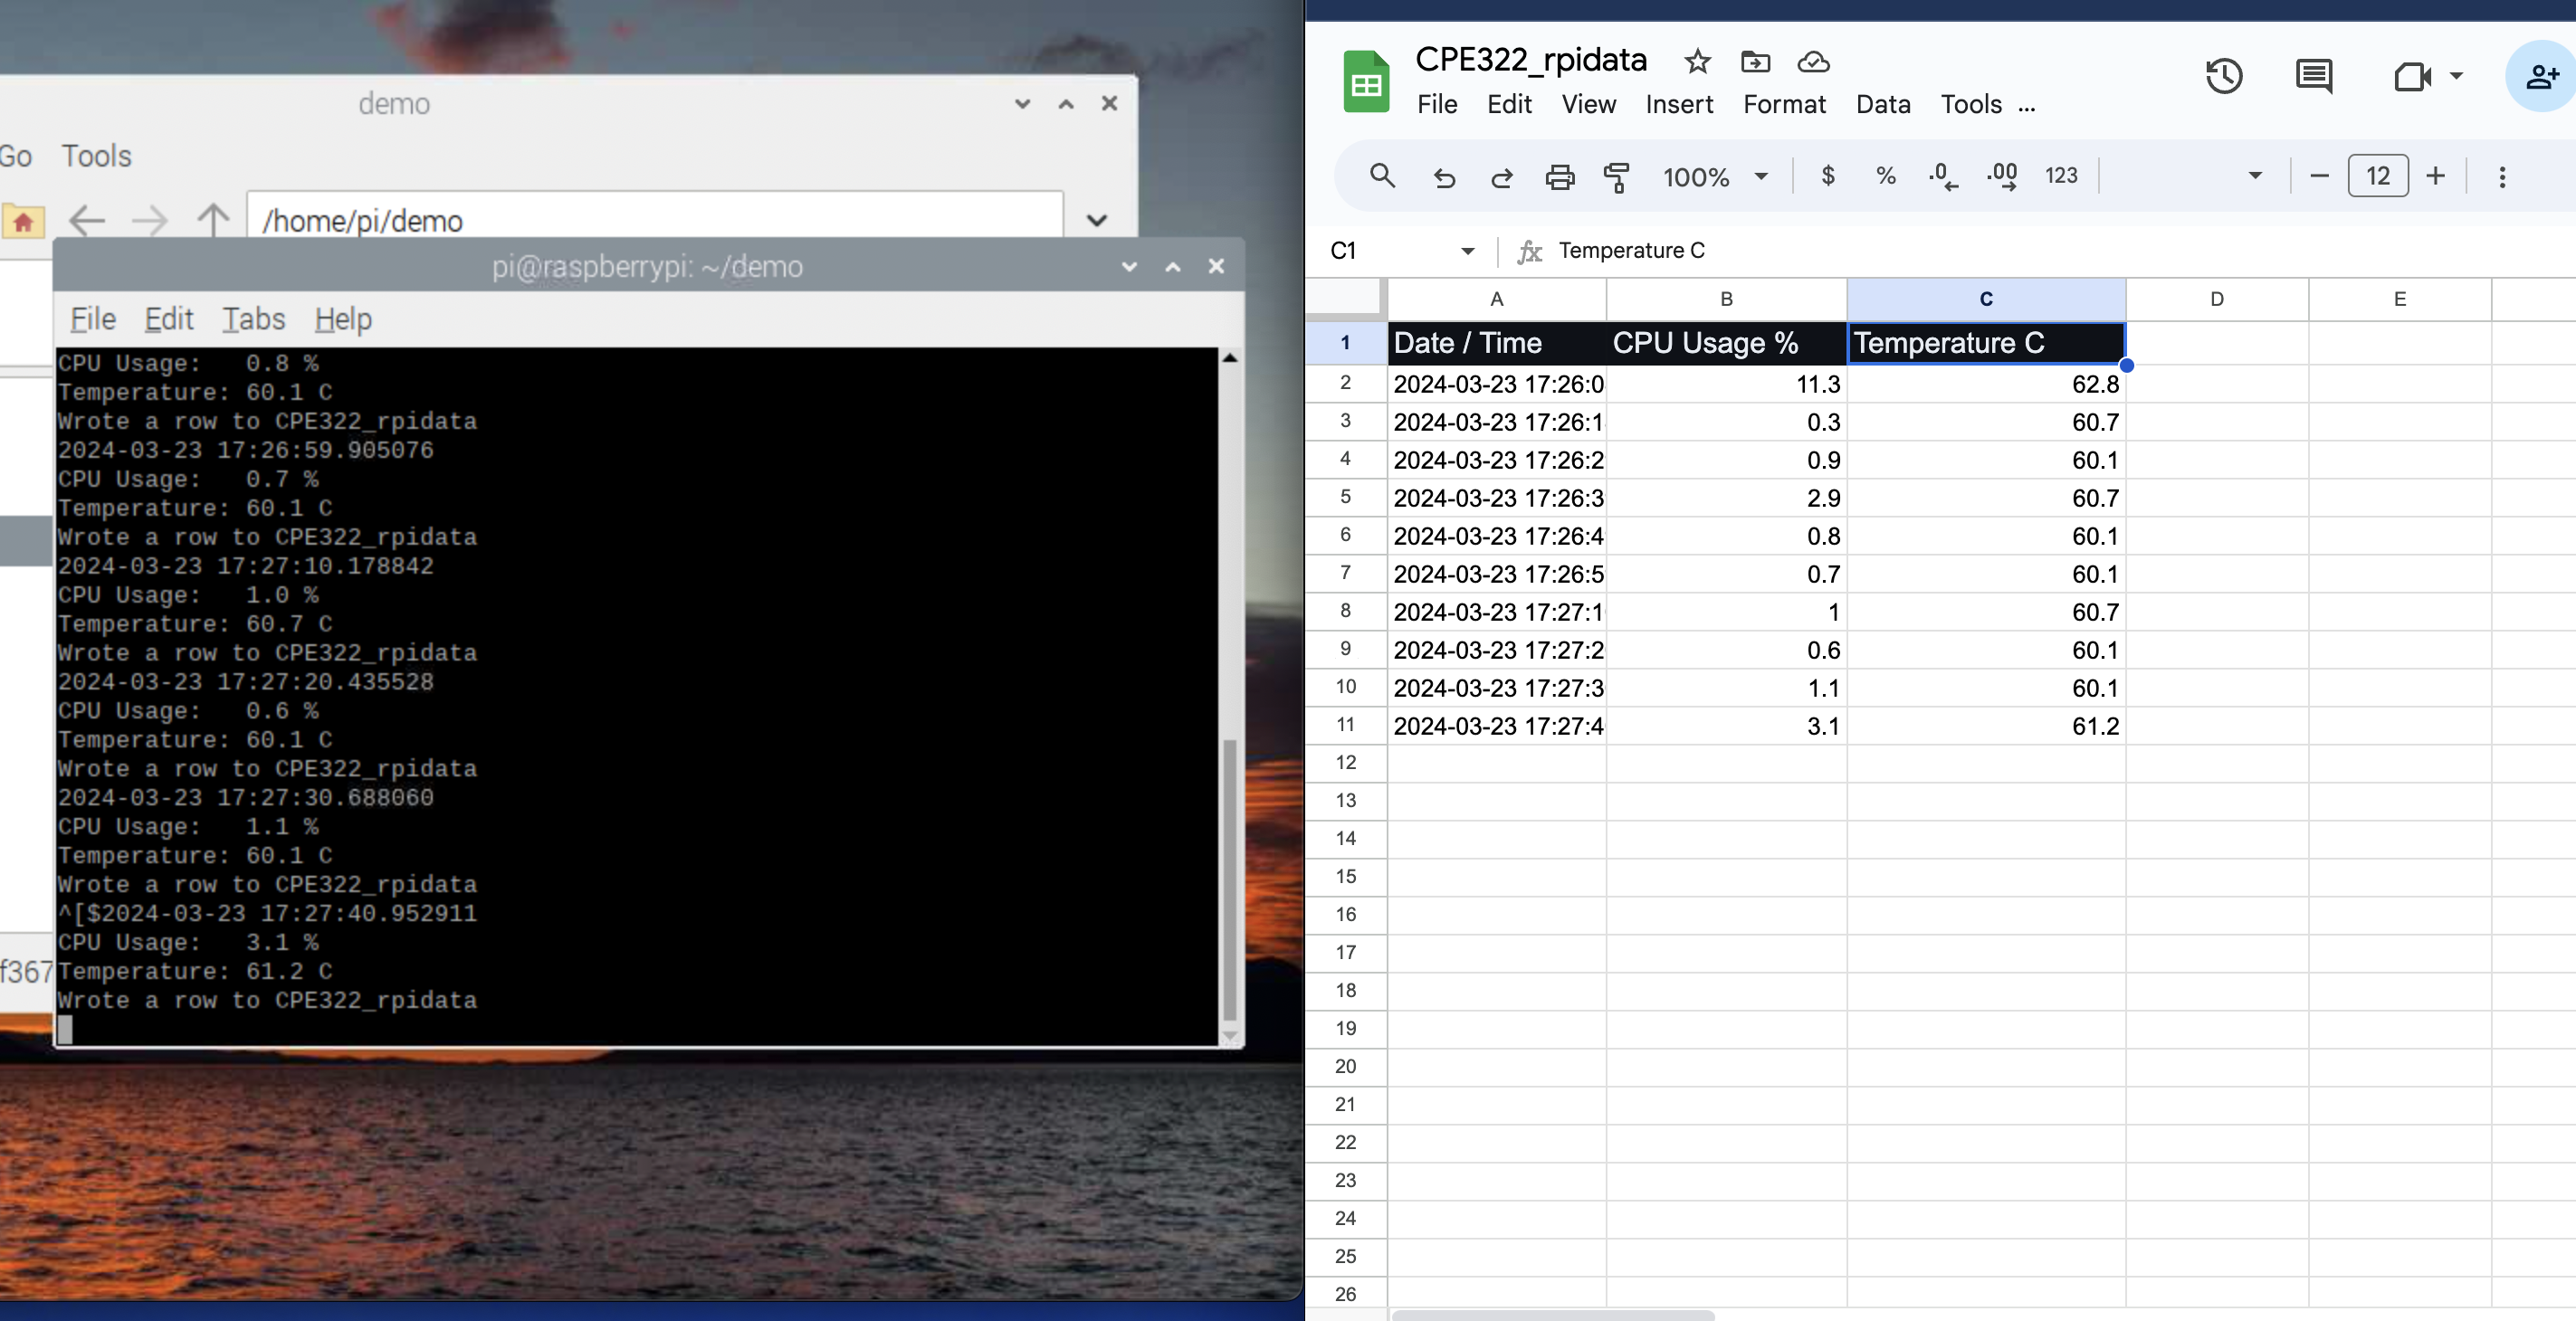 demo
Go Tools
/home/pi/demo
pi@raspberrypi: ~/demo
File Edit Tabs Help
CPU Usage: 0.8 %
Temperature: 60.1 C
Wrote a row to CPE322_rpidata
2024-03-23 17:26:59.905076
CPU Usage: 0.7 %
Temperature: 60.1 C
Wrote a row to CPE322_rpidata
2024-03-23 17:27:10.178842
CPU Usage: 1.0 %
Temperature: 60.7 C
Wrote a row to CPE322_rpidata
2024-03-23 17:27:20.435528
CPU Usage: 0.6 %
Temperature: 60.1 C
Wrote a row to CPE322_rpidata
2024-03-23 17:27:30.688060
CPU Usage: 1.1 %
Temperature: 60.1 C
Wrote a row to CPE322_rpidata
^[$2024-03-23 17:27:40.952911
CPU Usage: 3.1 %
Temperature: 61.2 C
Wrote a row to CPE322_rpidata
f367
CPE322_rpidata
File Edit View Insert Format Data Tools ...
100% $ % .0 .00 123 12
C1 fx Temperature C
A B C D E
1 Date / Time CPU Usage % Temperature C
2 2024-03-23 17:26:0 11.3 62.8
3 2024-03-23 17:26:1 0.3 60.7
4 2024-03-23 17:26:2 0.9 60.1
5 2024-03-23 17:26:3 2.9 60.7
6 2024-03-23 17:26:4 0.8 60.1
7 2024-03-23 17:26:5 0.7 60.1
8 2024-03-23 17:27:1 1 60.7
9 2024-03-23 17:27:2 0.6 60.1
10 2024-03-23 17:27:3 1.1 60.1
11 2024-03-23 17:27:4 3.1 61.2
12
13
14
15
16
17
18
19
20
21
22
23
24
25
26